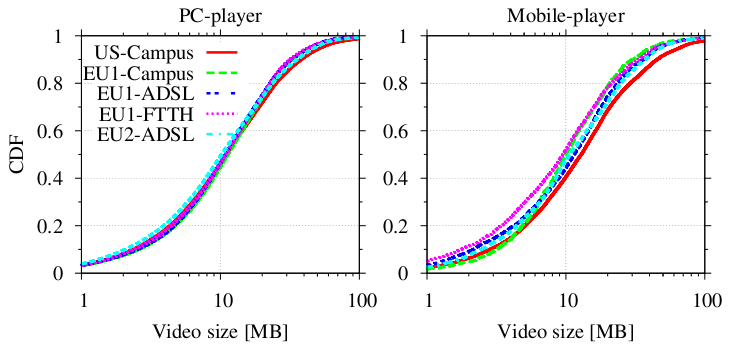 PC-player
Mobile-player
1
0.8
0.6
0.4
0.2
0
CDF
US-Campus
EU1-Campus
EU1-ADSL
EU1-FTTH
EU2-ADSL
1
10
100
Video size [MB]
1
0.8
0.6
0.4
0.2
0
1
10
100
Video size [MB]